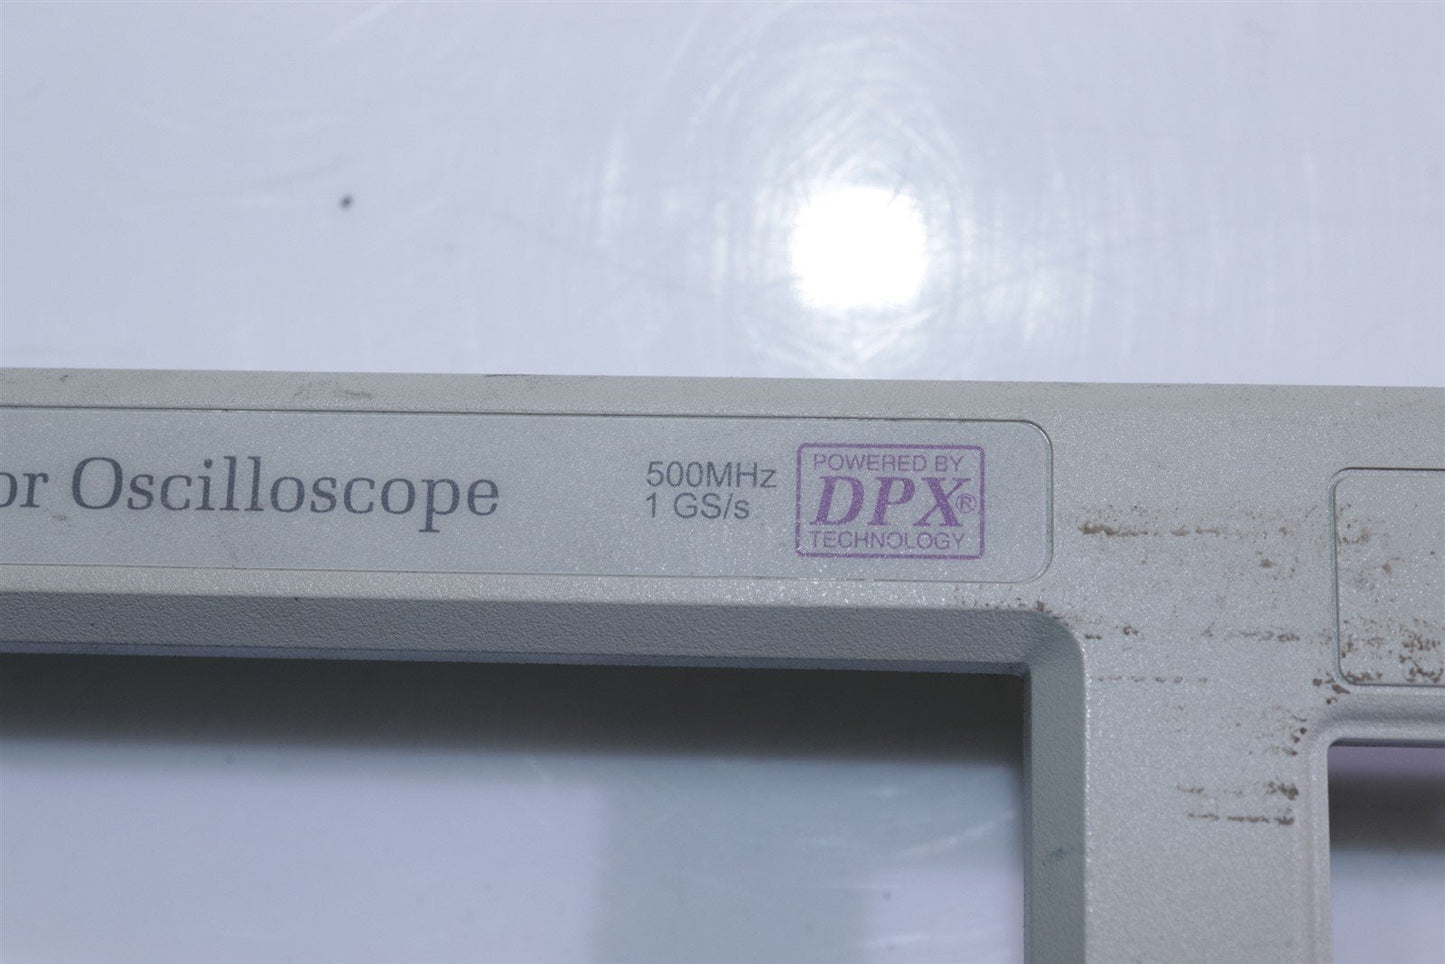 or Oscilloscope
500MHz
1 GS/s
POWERED BY
DPX®
TECHNOLOGY